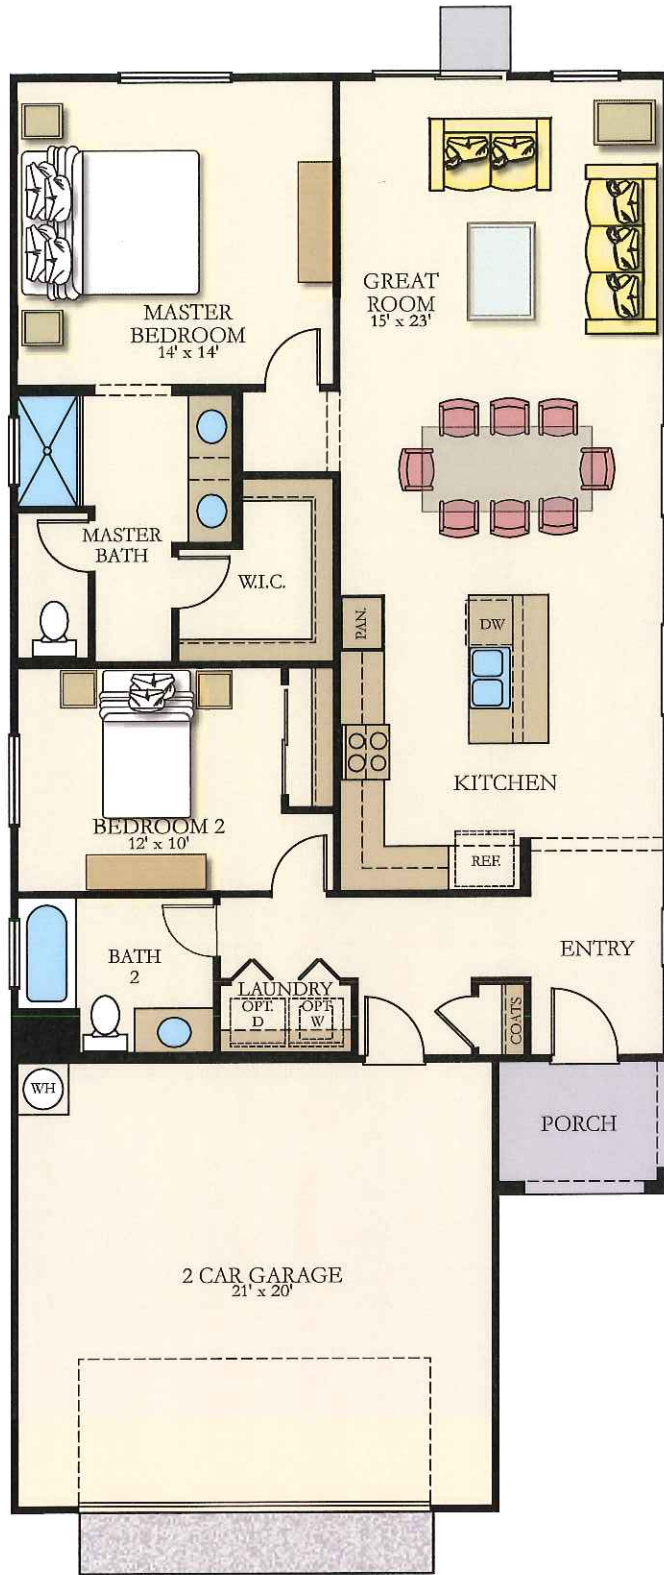 MASTER
BEDROOM
14' x 14'
GREAT
ROOM
15' x 23'
MASTER
BATH
W.I.C.
PAN.
DW
KITCHEN
BEDROOM 2
12' x 10'
REF.
BATH
2
ENTRY
LAUNDRY
OPT.
D
OPT.
W
COATS
WH
PORCH
2 CAR GARAGE
21' x 20'